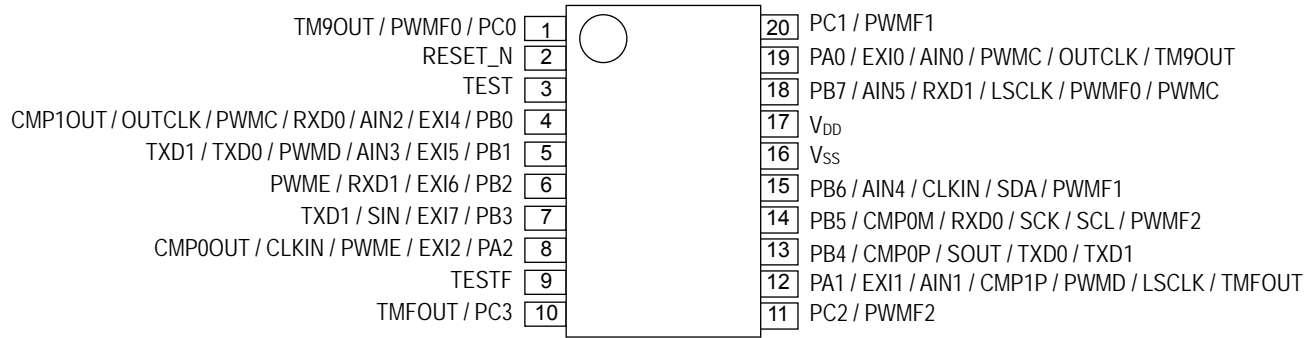 TM9OUT / PWMF0 / PC0 1
RESET_N 2
TEST 3
CMP1OUT / OUTCLK / PWMC / RXD0 / AIN2 / EXI4 / PB0 4
TXD1 / TXD0 / PWMD / AIN3 / EXI5 / PB1 5
PWME / RXD1 / EXI6 / PB2 6
TXD1 / SIN / EXI7 / PB3 7
CMP0OUT / CLKIN / PWME / EXI2 / PA2 8
TESTF 9
TMFOUT / PC3 10
20 PC1 / PWMF1
19 PA0 / EXI0 / AIN0 / PWMC / OUTCLK / TM9OUT
18 PB7 / AIN5 / RXD1 / LSCLK / PWMF0 / PWMC
17 VDD
16 VSS
15 PB6 / AIN4 / CLKIN / SDA / PWMF1
14 PB5 / CMP0M / RXD0 / SCK / SCL / PWMF2
13 PB4 / CMP0P / SOUT / TXD0 / TXD1
12 PA1 / EXI1 / AIN1 / CMP1P / PWMD / LSCLK / TMFOUT
11 PC2 / PWMF2